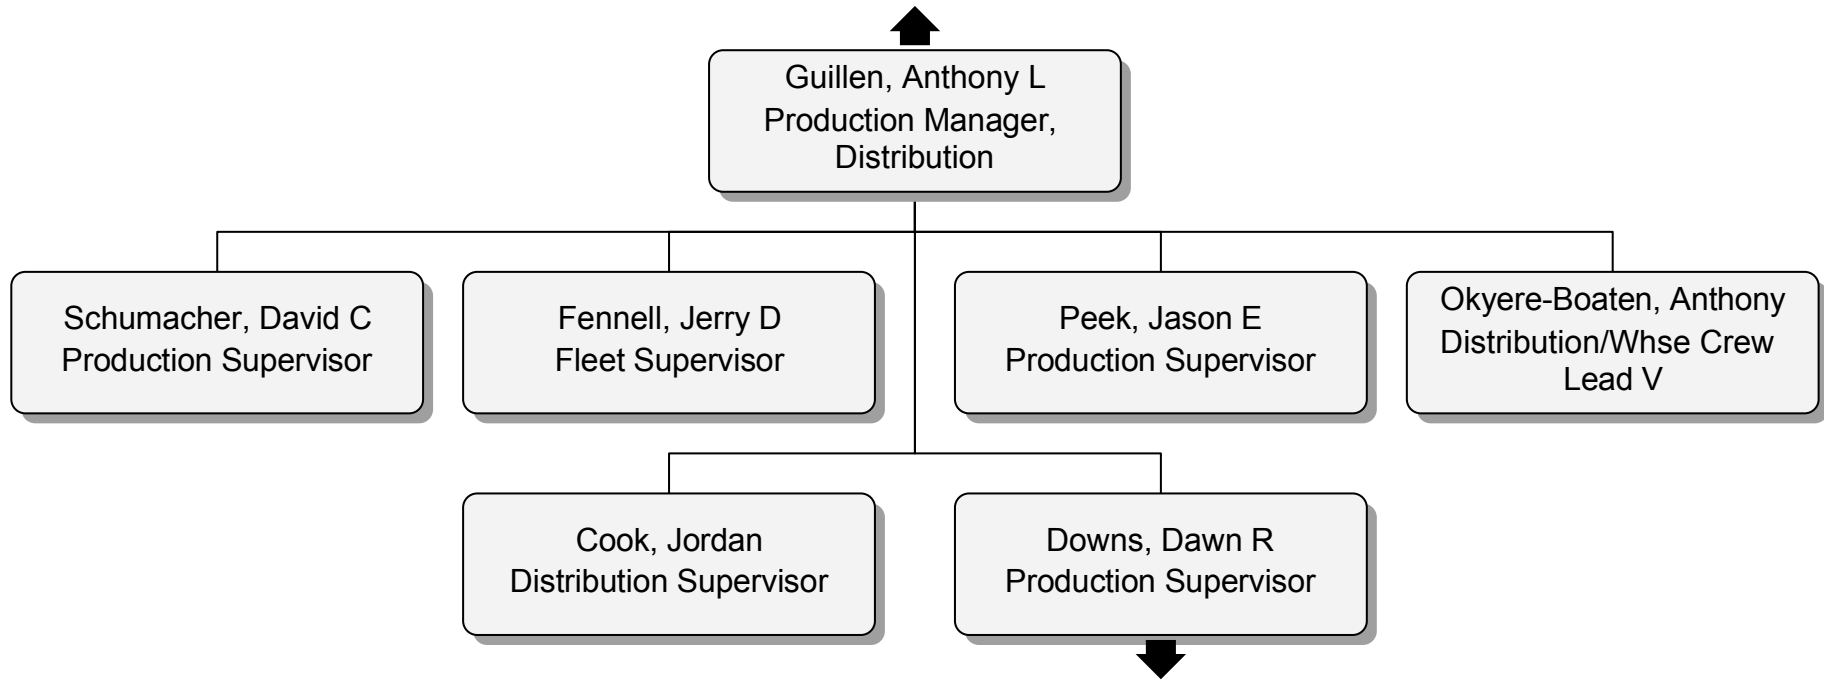 Guillen, Anthony L
Production Manager,
Distribution
Schumacher, David C
Production Supervisor
Fennell, Jerry D
Fleet Supervisor
Peek, Jason E
Production Supervisor
Okyere-Boaten, Anthony
Distribution/Whse Crew
Lead V
Cook, Jordan
Distribution Supervisor
Downs, Dawn R
Production Supervisor